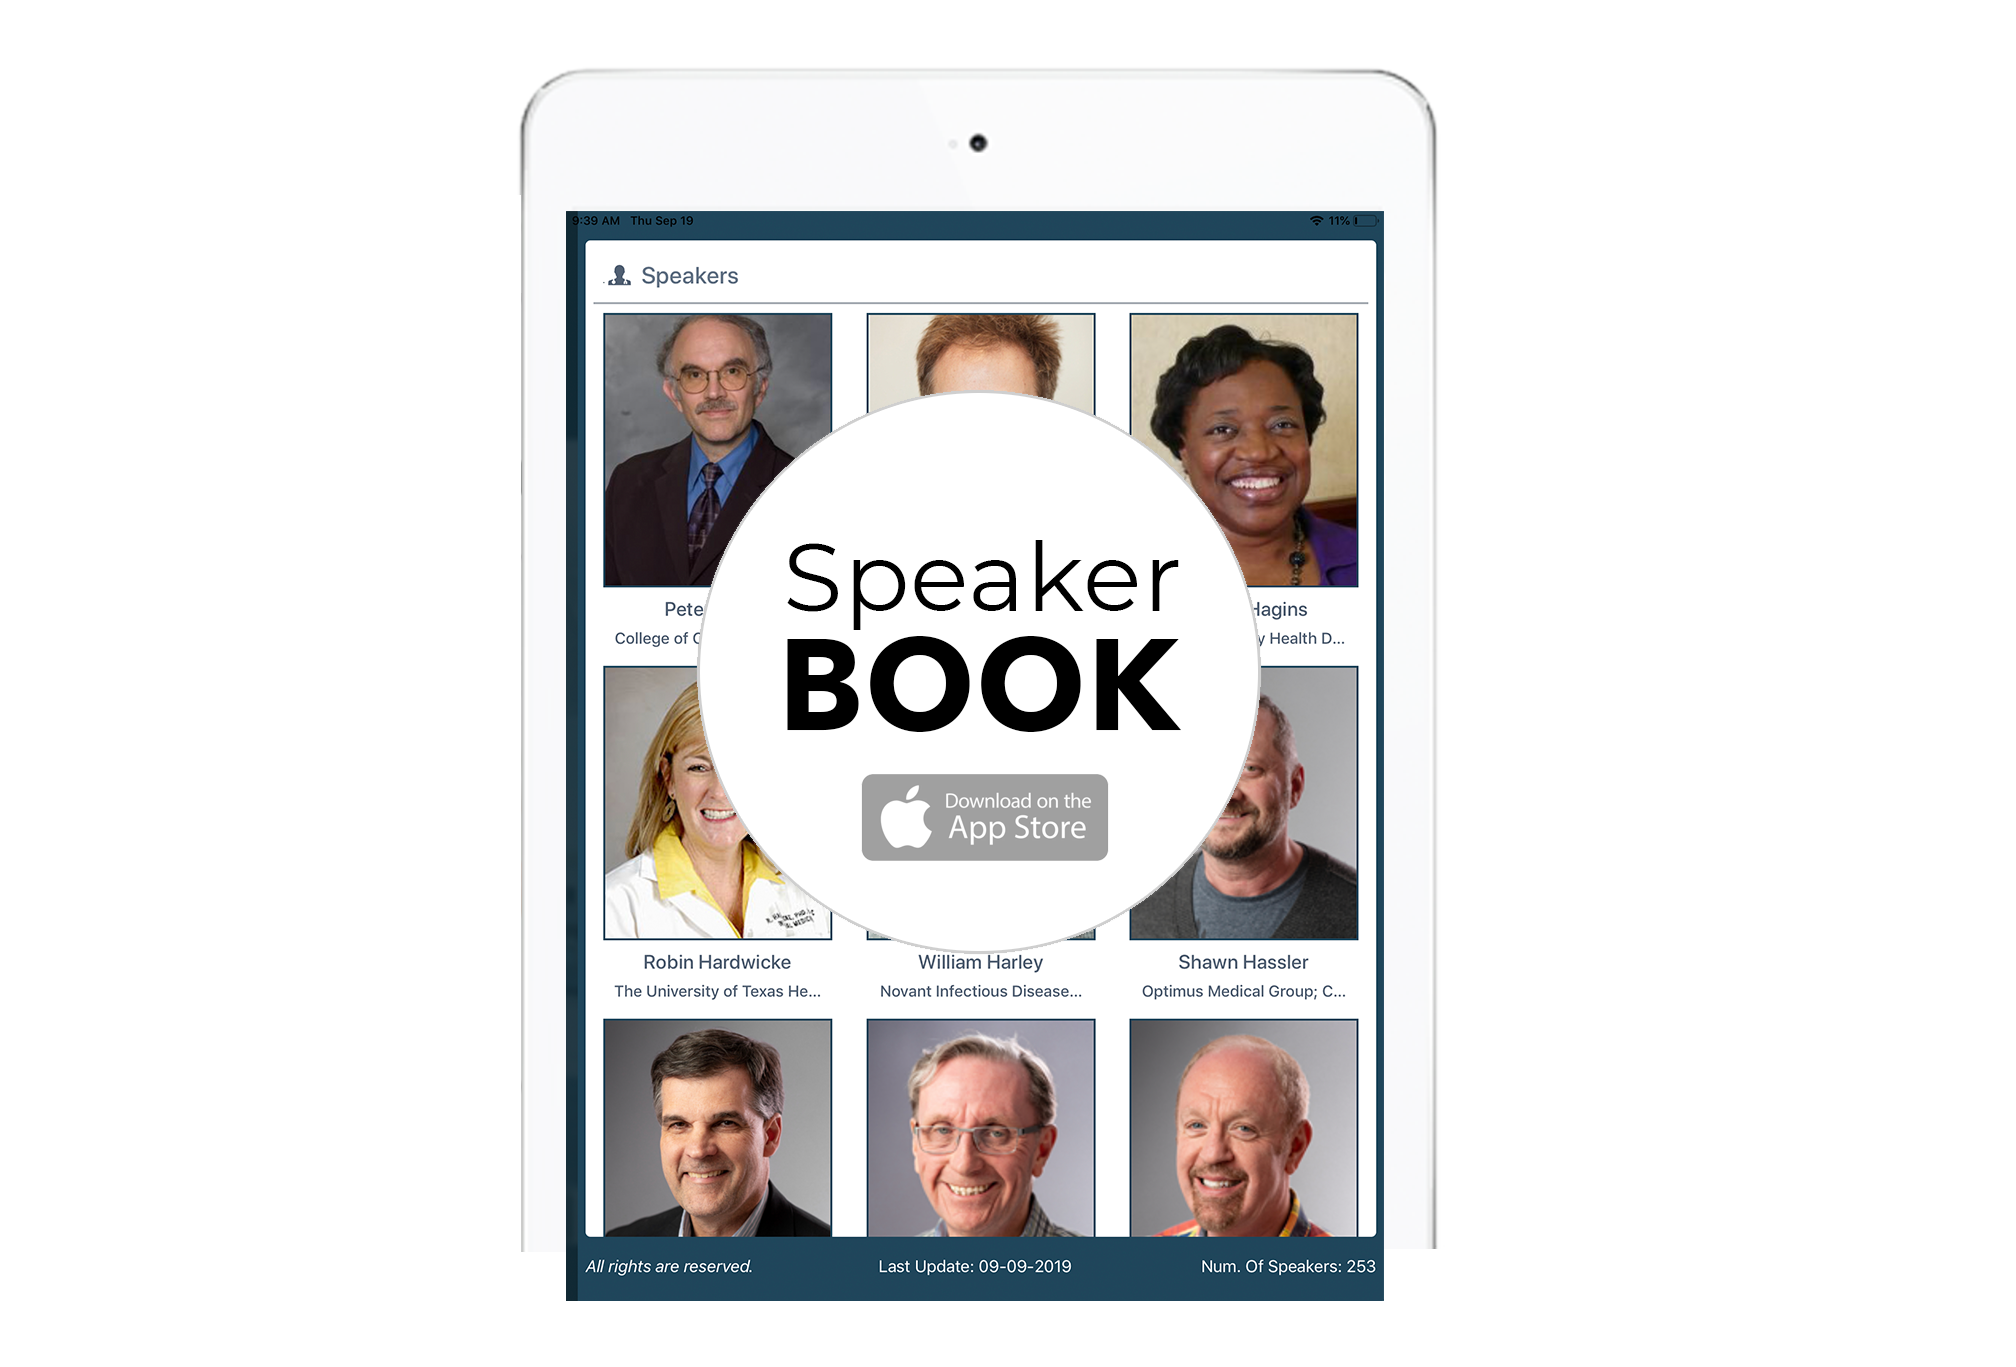 9:39 AM Thu Sep 19 11%
Speakers
Speaker
BOOK
Download on the
App Store
Pete
Hagins
College of
y Health D...
Robin Hardwicke
William Harley
Shawn Hassler
The University of Texas He...
Novant Infectious Disease...
Optimus Medical Group; C...
All rights are reserved.
Last Update: 09-09-2019
Num. Of Speakers: 253